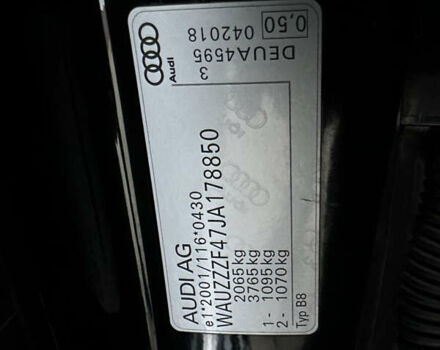 AUDI AG
e1*2001/116*0430
WAUZZZF47JA178850
2065 kg
3765 kg
1- 1095 kg
2- 1070 kg
Typ B8
Audi
3
DEUA4595
042018
0,50